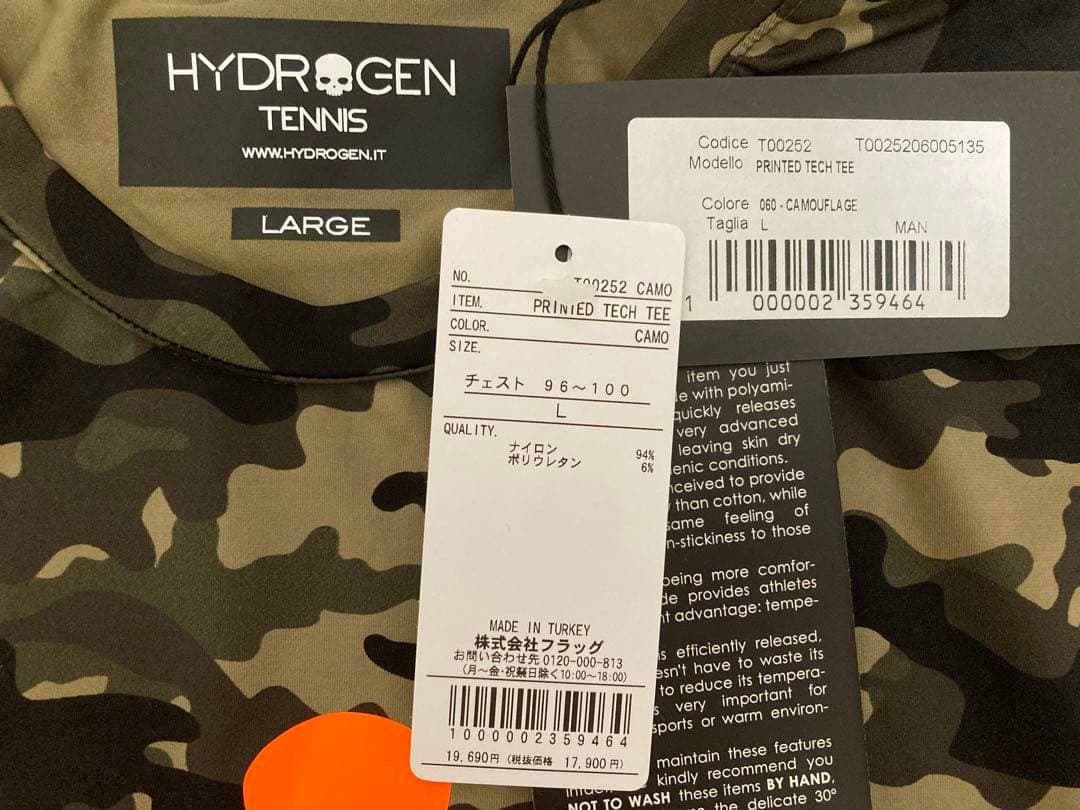 HYDROGEN
TENNIS
WWW.HYDROGEN.IT
LARGE
Codice T00252 T0025206005135
Modello PRINTED TECH TEE
Colore 060 - CAMOUFLAGE
Taglia L MAN
1 000002 359464
NO. T00252 CAMO
ITEM. PRINTED TECH TEE
COLOR. CAMO
SIZE.
チェスト 96～100
L
QUALITY.
ナイロン 94%
ポリウレタン 6%
MADE IN TURKEY
株式会社フラッグ
お問い合わせ先 0120-000-813
(月～金・祝祭日除く10:00～18:00)
1000002359464
19,690円 (税抜価格 17,900円)
item you just
with polyami-
quickly releases
very advanced
leaving skin dry
conditions.
to provide
than cotton, while
same feeling of
to those
being more comfor-
provides athletes
advantage: tempe-
efficiently released,
have to waste its
to reduce its tempera-
very important for
sports or warm environ-
maintain these features
kindly recommend you
NOT TO WASH these items BY HAND,
the delicate 30°